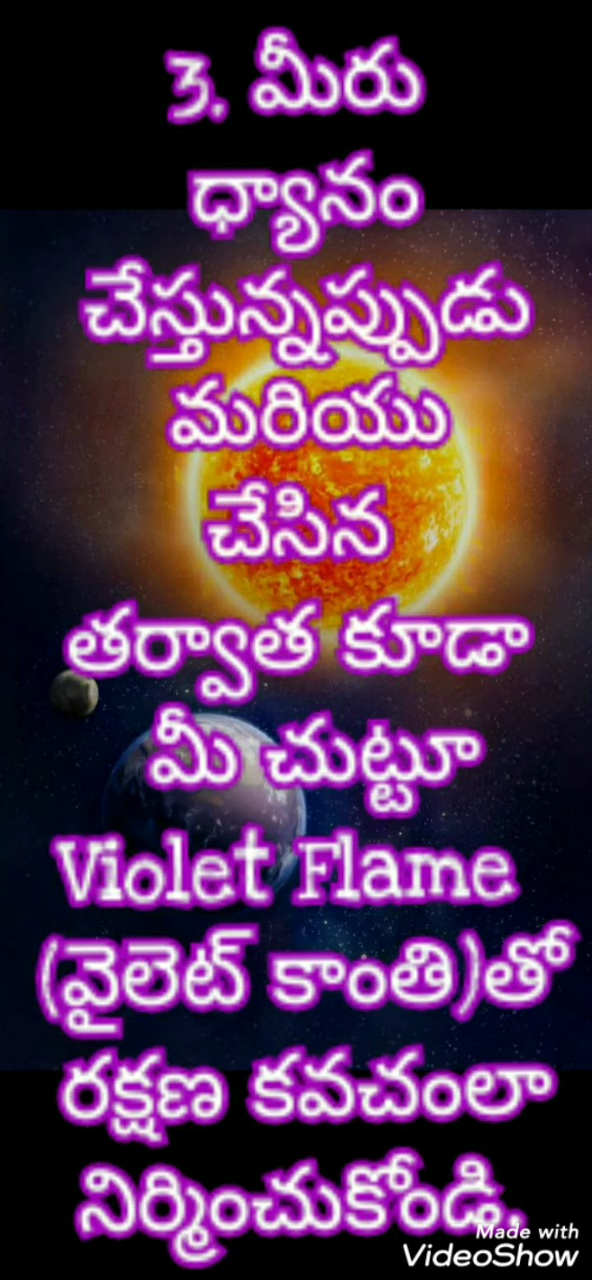 3. మీరు
ధ్యానం
చేస్తున్నప్పుడు
మరియు
చేసిన
తర్వాత కూడా
మీ చుట్టూ
Violet Flame
(వైలెట్ కాంతి)తో
రక్షణ కవచంలా
నిర్మించుకోండి.
Made with
VideoShow